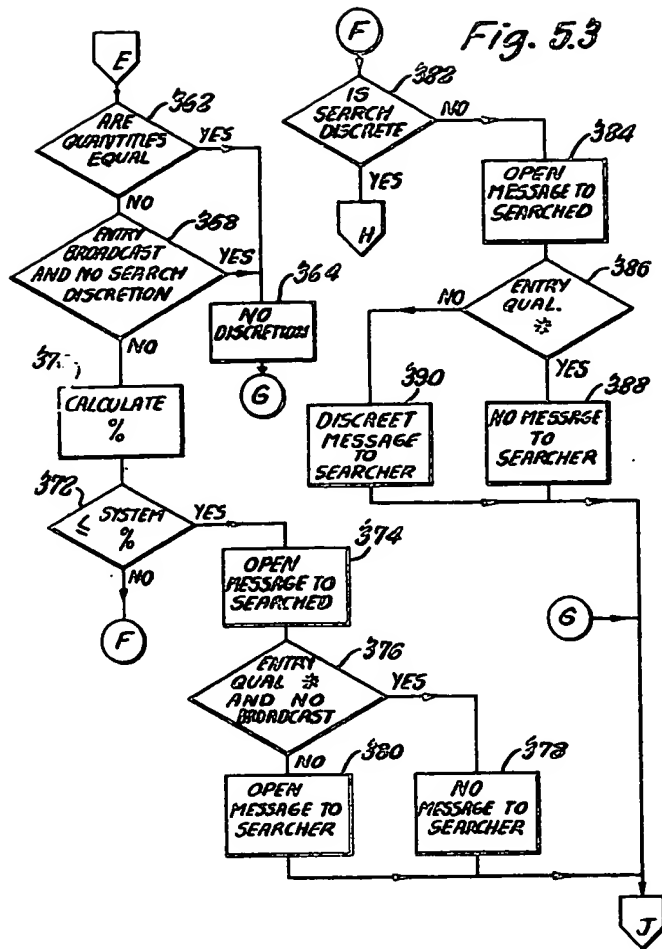 Fig. 5.3
E
362
ARE
QUANTITIES
EQUAL
YES
NO
368
ENTRY
BROADCAST
AND NO SEARCH
DISCRETION
YES
NO
364
NO
DISCRETION
G
37
CALCULATE
%
372
≤ SYSTEM
%
YES
NO
F
374
OPEN
MESSAGE TO
SEARCHED
376
ENTRY
QUAL *
AND NO
BROADCAST
YES
NO
380
OPEN
MESSAGE TO
SEARCHER
378
NO
MESSAGE TO
SEARCHER
F
382
IS
SEARCH
DISCRETE
NO
YES
H
384
OPEN
MESSAGE TO
SEARCHED
386
ENTRY
QUAL.
*
NO
YES
390
DISCREET
MESSAGE
TO
SEARCHER
388
NO MESSAGE
TO
SEARCHER
G
J